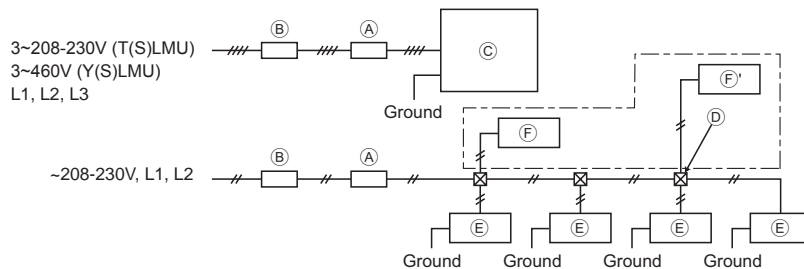 Ⓑ Ⓐ
3~208-230V (T(S)LMU)
3~460V (Y(S)LMU)
L1, L2, L3
Ⓒ
Ground
Ⓕ'
Ⓕ
Ⓓ
Ⓑ Ⓐ
~208-230V, L1, L2
Ⓔ Ⓔ Ⓔ Ⓔ
Ground Ground Ground Ground